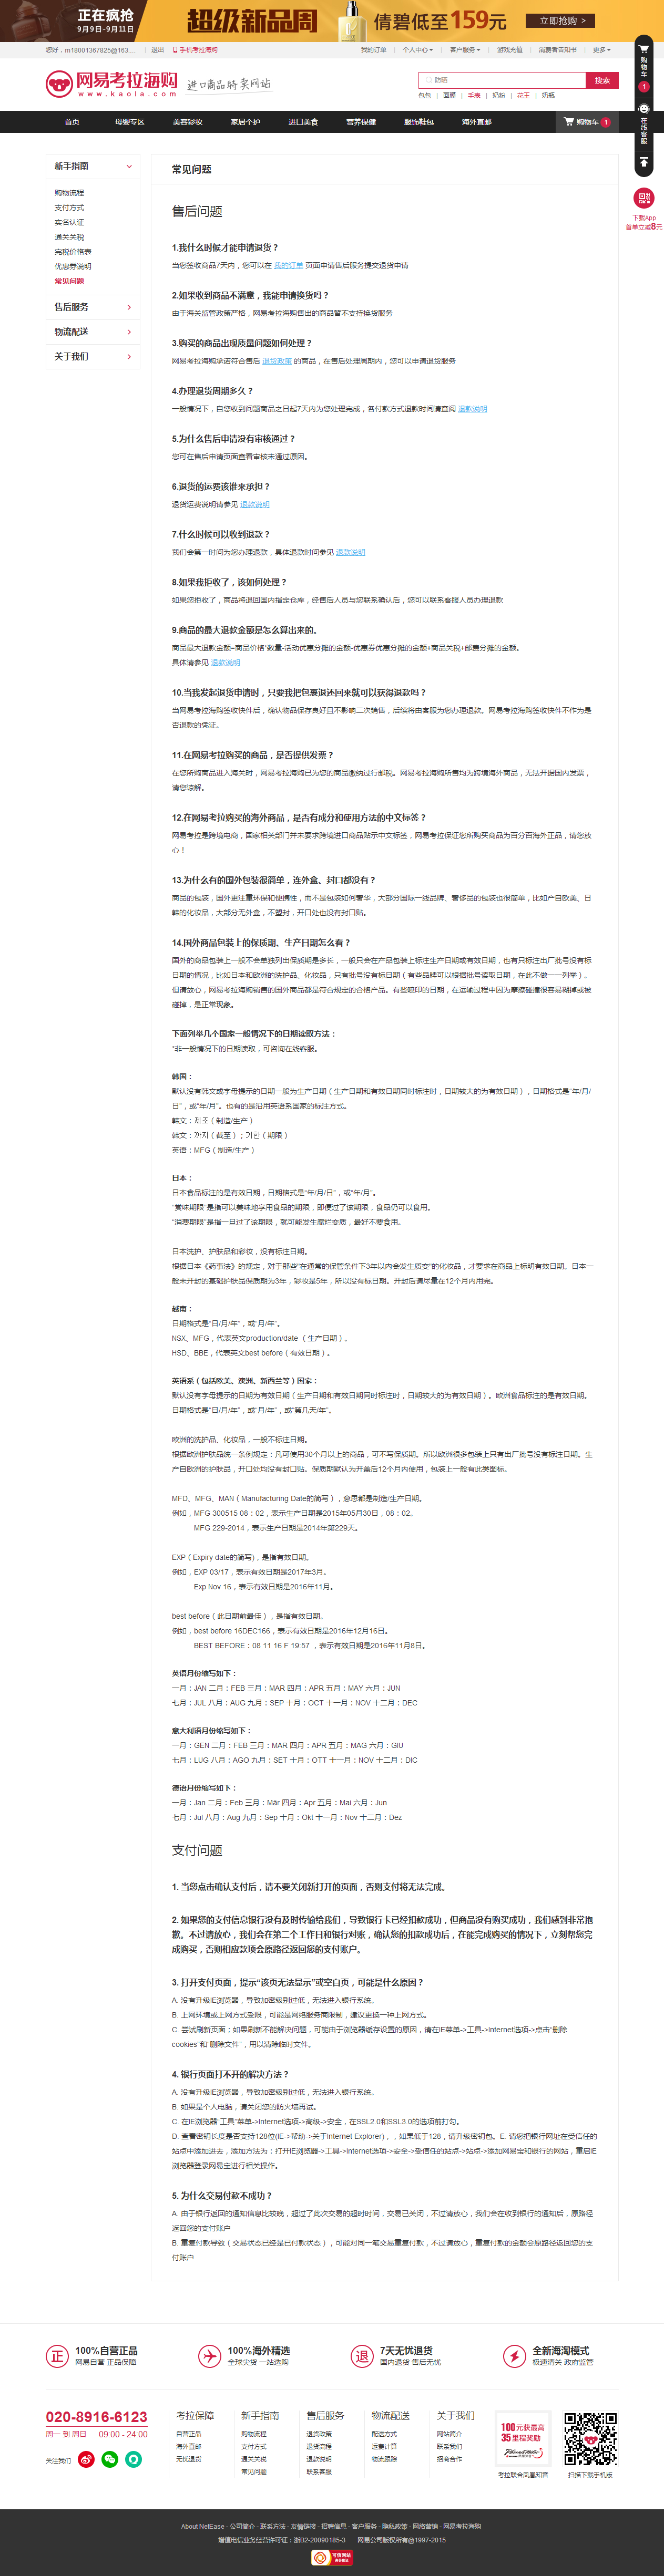 正在疯抢
9月9日-9月11日
超级新品周
倩碧低至159元
立即抢购 >
您好，m18001367825@163.... 退出 手机考拉海购
我的订单 个人中心 客户服务 游戏充值 消费者告知书 更多
网易考拉海购
www.kaola.com
进口商品特卖网站
奶瓶
搜索
包包 | 面膜 | 手表 | 奶粉 | 花王 | 奶瓶
首页 母婴专区 美容彩妆 家居个护 进口美食 营养保健 服饰鞋包 海外直邮 购物车 1
购物车
1
在线客服
下载App
首单立减8元
新手指南
购物流程
支付方式
实名认证
通关关税
完税价格表
优惠券说明
常见问题
售后服务
物流配送
关于我们
常见问题
售后问题
1.我什么时候才能申请退货？
当您签收商品7天内，您可以在 我的订单 页面申请售后服务提交退货申请
2.如果收到商品不满意，我能申请换货吗？
由于海关监管政策严格，网易考拉海购售出的商品暂不支持换货服务
3.购买的商品出现质量问题如何处理？
网易考拉海购承诺符合售后 退货政策 的商品，在售后处理周期内，您可以申请退货服务
4.办理退货周期多久？
一般情况下，自您收到问题商品之日起7天内为您处理完成，各付款方式退款时间请查阅 退款说明
5.为什么售后申请没有审核通过？
您可在售后申请页面查看审核未通过原因。
6.退货的运费该谁来承担？
退货运费说明请参见 退款说明
7.什么时候可以收到退款？
我们会第一时间为您办理退款，具体退款时间参见 退款说明
8.如果我拒收了，该如何处理？
如果您拒收了，商品将退回国内指定仓库，经售后人员与您联系确认后，您可以联系客服人员办理退款
9.商品的最大退款金额是怎么算出来的。
商品最大退款金额=商品价格*数量-活动优惠分摊的金额-优惠券优惠分摊的金额+商品关税+邮费分摊的金额。
具体请参见 退款说明
10.当我发起退货申请时，只要我把包裹退还回来就可以获得退款吗？
当网易考拉海购签收快件后，确认物品保存良好且不影响二次销售，后续将由客服为您办理退款。网易考拉海购签收快件不作为是
否退款的凭证。
11.在网易考拉购买的商品，是否提供发票？
在您所购商品进入海关时，网易考拉海购已为您的商品缴纳过行邮税。网易考拉海购所售均为跨境海外商品，无法开据国内发票，
请您谅解。
12.在网易考拉购买的海外商品，是否有成分和使用方法的中文标签？
网易考拉是跨境电商，国家相关部门并未要求跨境进口商品贴示中文标签，网易考拉保证您所购买商品为百分百海外正品，请您放
心！
13.为什么有的国外包装很简单，连外盒、封口都没有？
商品的包装，国外更注重环保和便携性，而不是包装如何奢华，大部分国际一线品牌、奢侈品的包装也很简单，比如产自欧美、日
韩的化妆品，大部分无外盒，不塑封，开口处也没有封口贴。
14.国外商品包装上的保质期、生产日期怎么看？
国外的商品包装上一般不会单独列出保质期是多长，一般只会在产品包装上标注生产日期或有效日期，也有只标注出厂批号没有标
日期的情况，比如日本和欧洲的洗护品、化妆品，只有批号没有标日期（有些品牌可以根据批号读取日期，在此不做一一列举）。
但请放心，网易考拉海购销售的国外商品都是符合规定的合格产品。有些喷印的日期，在运输过程中因为摩擦碰撞很容易糊掉或被
碰掉，是正常现象。
下面列举几个国家一般情况下的日期读取方法：
*非一般情况下的日期读取，可咨询在线客服。
韩国：
默认没有韩文或字母提示的日期一般为生产日期（生产日期和有效日期同时标注时，日期较大的为有效日期），日期格式是“年/月/
日”，或“年/月”。也有的是沿用英语系国家的标注方式。
韩文：제조（制造/生产）
韩文：까지（截至）；기한（期限）
英语：MFG（制造/生产）
日本：
日本食品标注的是有效日期，日期格式是“年/月/日”，或“年/月”。
“赏味期限”是指可以美味地享用食品的期限，即便过了该期限，食品仍可以食用。
“消费期限”是指一旦过了该期限，就可能发生腐烂变质，最好不要食用。
日本洗护、护肤品和彩妆，没有标注日期。
根据日本《药事法》的规定，对于那些“在通常的保管条件下3年以内会发生质变”的化妆品，才要求在商品上标明有效日期。日本一
般未开封的基础护肤品保质期为3年，彩妆是5年，所以没有标日期。开封后请尽量在12个月内用完。
越南：
日期格式是“日/月/年”，或“月/年”。
NSX、MFG，代表英文production/date （生产日期）。
HSD、BBE，代表英文best before（有效日期）。
英语系（包括欧美、澳洲、新西兰等）国家：
默认没有字母提示的日期为有效日期（生产日期和有效日期同时标注时，日期较大的为有效日期）。欧洲食品标注的是有效日期。
日期格式是“日/月/年”，或“月/年”，或“第几天/年”。
欧洲的洗护品、化妆品，一般不标注日期。
根据欧洲护肤品统一条例规定：凡可使用30个月以上的商品，可不写保质期。所以欧洲很多包装上只有出厂批号没有标注日期。生
产自欧洲的护肤品，开口处均没有封口贴。保质期默认为开盖后12个月内使用，包装上一般有此类图标。
MFD、MFG、MAN（Manufacturing Date的简写），意思都是制造/生产日期。
例如，MFG 300515 08：02，表示生产日期是2015年05月30日，08：02。
MFG 229-2014，表示生产日期是2014年第229天。
EXP（Expiry date的简写)，是指有效日期。
例如，EXP 03/17，表示有效日期是2017年3月。
Exp Nov 16，表示有效日期是2016年11月。
best before（此日期前最佳），是指有效日期。
例如，best before 16DEC166，表示有效日期是2016年12月16日。
BEST BEFORE：08 11 16 F 19 57 ，表示有效日期是2016年11月8日。
英语月份缩写如下：
一月：JAN 二月：FEB 三月：MAR 四月：APR 五月：MAY 六月：JUN
七月：JUL 八月：AUG 九月：SEP 十月：OCT 十一月：NOV 十二月：DEC
意大利语月份缩写如下：
一月：GEN 二月：FEB 三月：MAR 四月：APR 五月：MAG 六月：GIU
七月：LUG 八月：AGO 九月：SET 十月：OTT 十一月：NOV 十二月：DIC
德语月份缩写如下：
一月：Jan 二月：Feb 三月：Mär 四月：Apr 五月：Mai 六月：Jun
七月：Jul 八月：Aug 九月：Sep 十月：Okt 十一月：Nov 十二月：Dez
支付问题
1. 当您点击确认支付后，请不要关闭新打开的页面，否则支付将无法完成。
2. 如果您的支付信息银行没有及时传输给我们，导致银行卡已经扣款成功，但商品没有购买成功，我们感到非常抱
歉。不过请放心，我们会在第二个工作日和银行对账，确认您的扣款成功后，在能完成购买的情况下，立刻帮您完
成购买，否则相应款项会原路径返回您的支付账户。
3. 打开支付页面，提示“该页无法显示”或空白页，可能是什么原因？
A. 没有升级IE浏览器，导致加密级别过低，无法进入银行系统。
B. 上网环境或上网方式受限，可能是网络服务商限制，建议更换一种上网方式。
C. 尝试刷新页面；如果刷新不能解决问题，可能由于浏览器缓存设置的原因，请在IE菜单->工具->Internet选项->点击“删除
cookies”和“删除文件”，用以清除临时文件。
4. 银行页面打不开的解决方法？
A. 没有升级IE浏览器，导致加密级别过低，无法进入银行系统。
B. 如果是个人电脑，请关闭您的防火墙再试。
C. 在IE浏览器“工具”菜单->Internet选项->高级->安全，在SSL2.0和SSL3.0的选项前打勾。
D. 查看密钥长度是否支持128位(IE->帮助->关于Internet Explorer)，，如果低于128，请升级密钥包。E. 请您把银行网址在受信任的
站点中添加进去，添加方法为：打开IE浏览器->工具->Internet选项->安全->受信任的站点->站点->添加网易宝和银行的网站，重启IE
浏览器登录网易宝进行相关操作。
5. 为什么交易付款不成功？
A. 由于银行返回的通知信息比较晚，超过了此次交易的超时时间，交易已关闭，不过请放心，我们会在收到银行的通知后，原路径
返回您的支付账户
B. 重复付款导致（交易状态已经是已付款状态），可能对同一笔交易重复付款，不过请放心，重复付款的金额会原路径返回您的支
付账户
正 100%自营正品
网易自营 正品保障
100%海外精选
全球尖货 一站选购
退 7天无忧退货
国内退货 售后无忧
全新海淘模式
极速清关 政府监管
020-8916-6123
周一 到 周日 09:00 - 24:00
关注我们
考拉保障
自营正品
海外直邮
无忧退货
新手指南
购物流程
支付方式
通关关税
常见问题
售后服务
退货政策
退货流程
退款说明
联系客服
物流配送
配送方式
运费计算
物流跟踪
关于我们
网站简介
联系我们
招商合作
100元获最高
35里程奖励
考拉联合凤凰知音
扫描下载手机版
About NetEase - 公司简介 - 联系方法 - 友情链接 - 招聘信息 - 客户服务 - 隐私政策 - 网络营销 - 网易考拉海购
增值电信业务经营许可证：浙B2-20090185-3 网易公司版权所有@1997-2015
可信网站